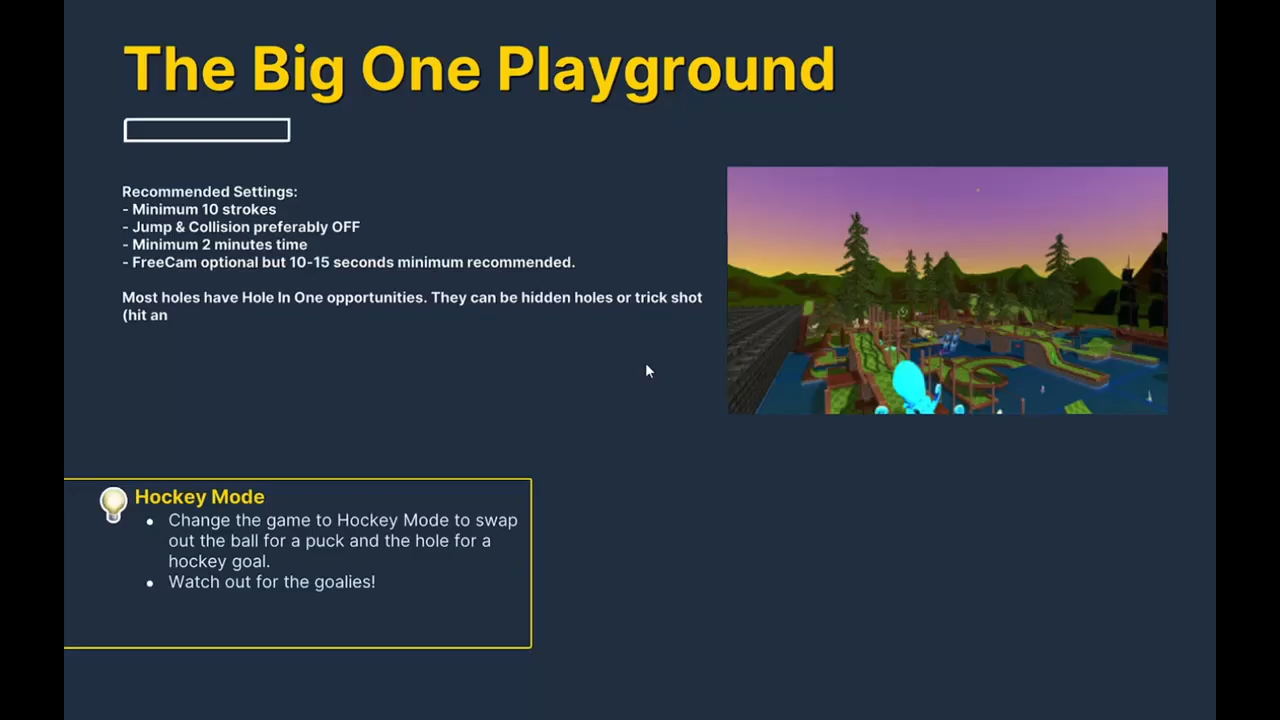 The Big One Playground
Recommended Settings:
- Minimum 10 strokes
- Jump & Collision preferably OFF
- Minimum 2 minutes time
- FreeCam optional but 10-15 seconds minimum recommended.
Most holes have Hole In One opportunities. They can be hidden holes or trick shot
(hit an
Hockey Mode
• Change the game to Hockey Mode to swap
out the ball for a puck and the hole for a
hockey goal.
• Watch out for the goalies!